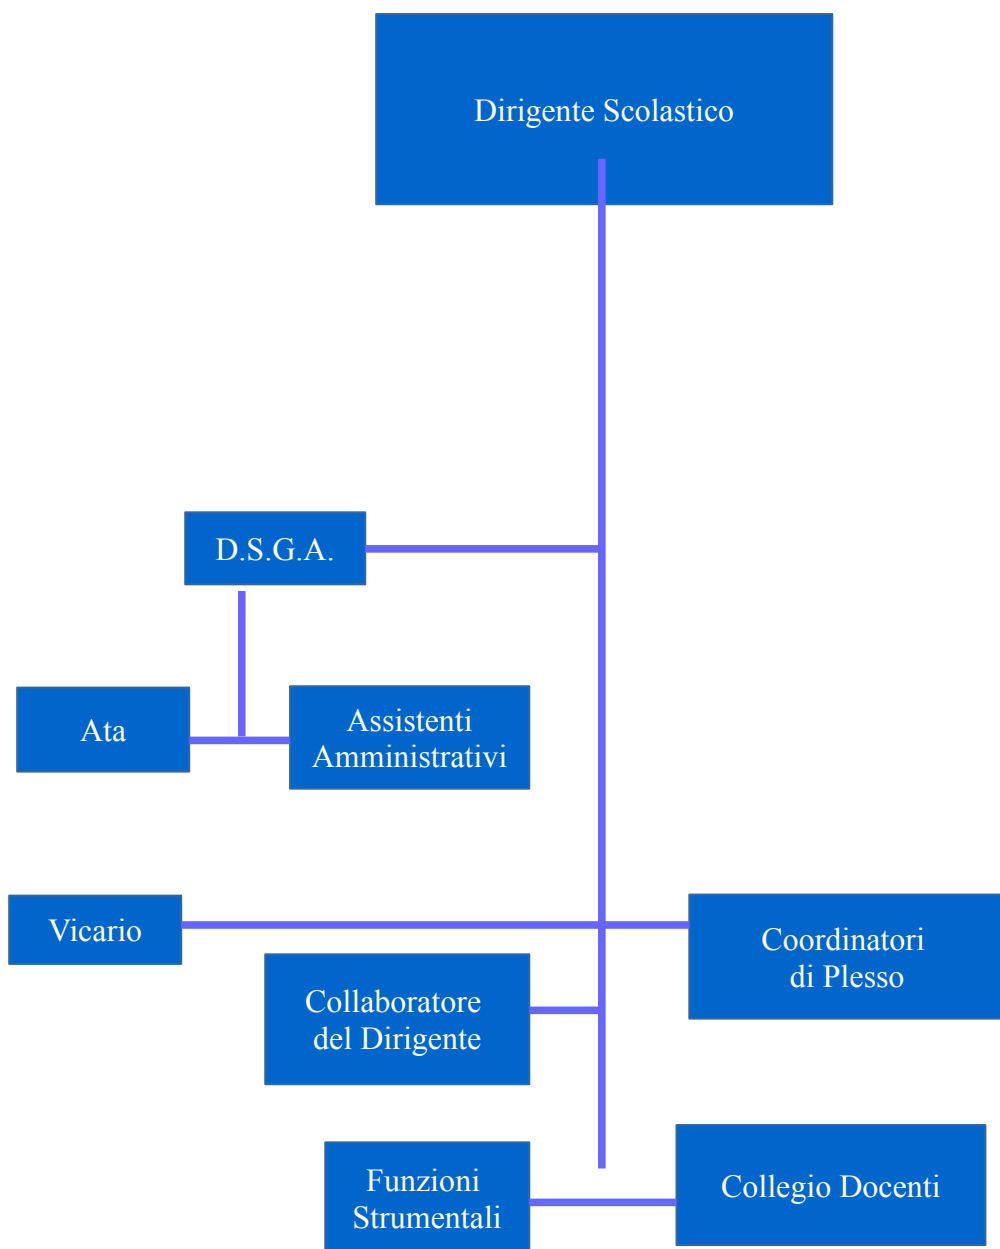 Dirigente Scolastico
D.S.G.A.
Ata
Assistenti
Amministrativi
Vicario
Coordinatori
di Plesso
Collaboratore
del Dirigente
Funzioni
Strumentali
Collegio Docenti